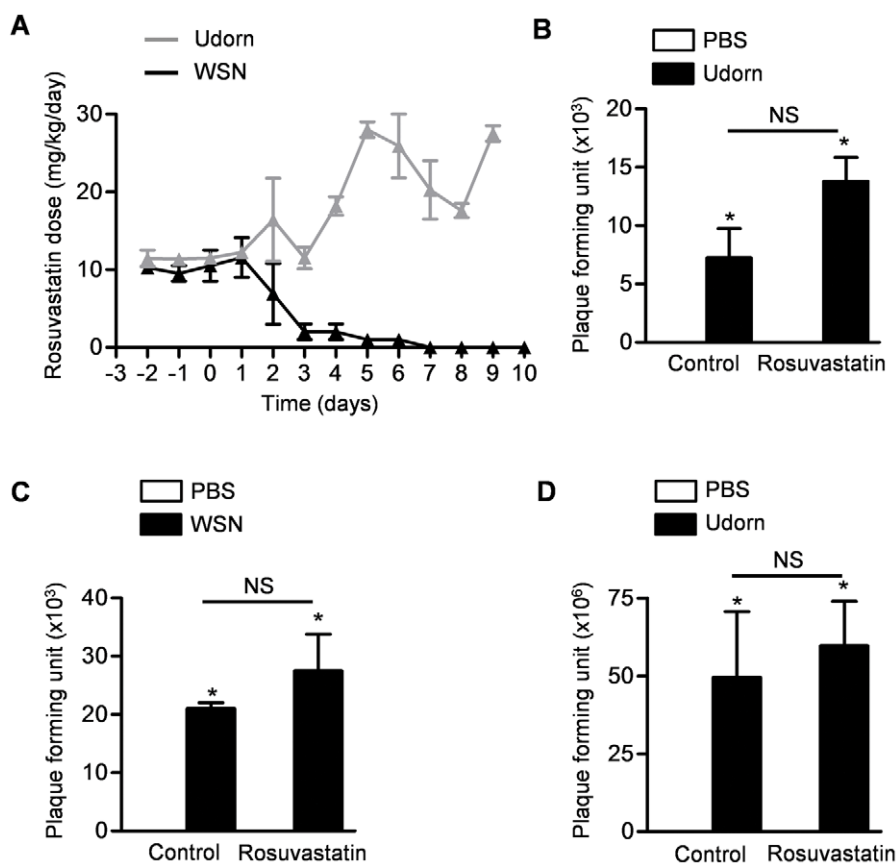 A
Udorn
WSN
Rosuvastatin dose (mg/kg/day)
30
20
10
0
-3 -2 -1 0 1 2 3 4 5 6 7 8 9 10
Time (days)
B
PBS
Udorn
Plaque forming unit (x10³)
20
15
10
5
0
NS
*
*
Control Rosuvastatin
C
PBS
WSN
Plaque forming unit (x10³)
40
30
20
10
0
NS
*
*
Control Rosuvastatin
D
PBS
Udorn
Plaque forming unit (x10⁶)
75
50
25
0
NS
*
*
Control Rosuvastatin